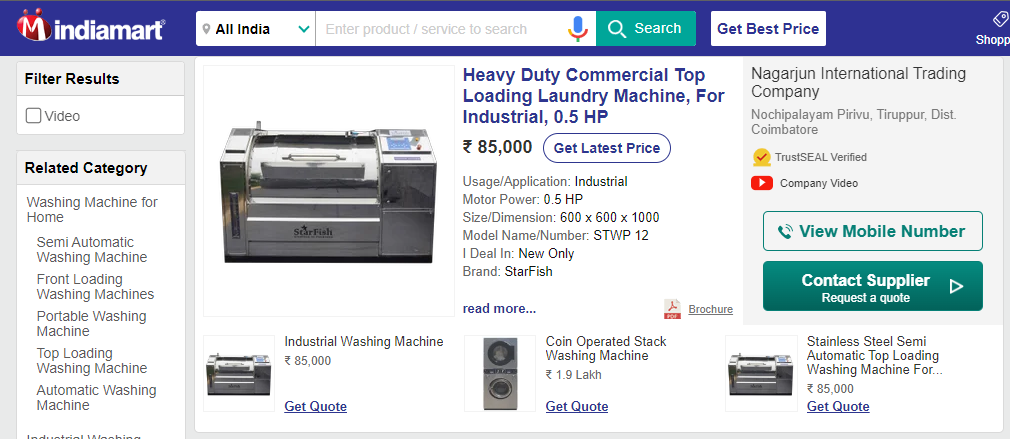 indiamart
All India
Enter product / service to search
Search
Get Best Price
Shopp
Filter Results
Video
Related Category
Washing Machine for
Home
Semi Automatic
Washing Machine
Front Loading
Washing Machines
Portable Washing
Machine
Top Loading
Washing Machine
Automatic Washing
Machine
Industrial Washing
StarFish
Heavy Duty Commercial Top
Loading Laundry Machine, For
Industrial, 0.5 HP
₹ 85,000
Get Latest Price
Usage/Application: Industrial
Motor Power: 0.5 HP
Size/Dimension: 600 x 600 x 1000
Model Name/Number: STWP 12
I Deal In: New Only
Brand: StarFish
read more...
PDF
Brochure
Nagarjun International Trading
Company
Nochipalayam Pirivu, Tiruppur, Dist.
Coimbatore
TrustSEAL Verified
Company Video
View Mobile Number
Contact Supplier
Request a quote
Industrial Washing Machine
₹ 85,000
Get Quote
Coin Operated Stack
Washing Machine
₹ 1.9 Lakh
Get Quote
Stainless Steel Semi
Automatic Top Loading
Washing Machine For...
₹ 85,000
Get Quote